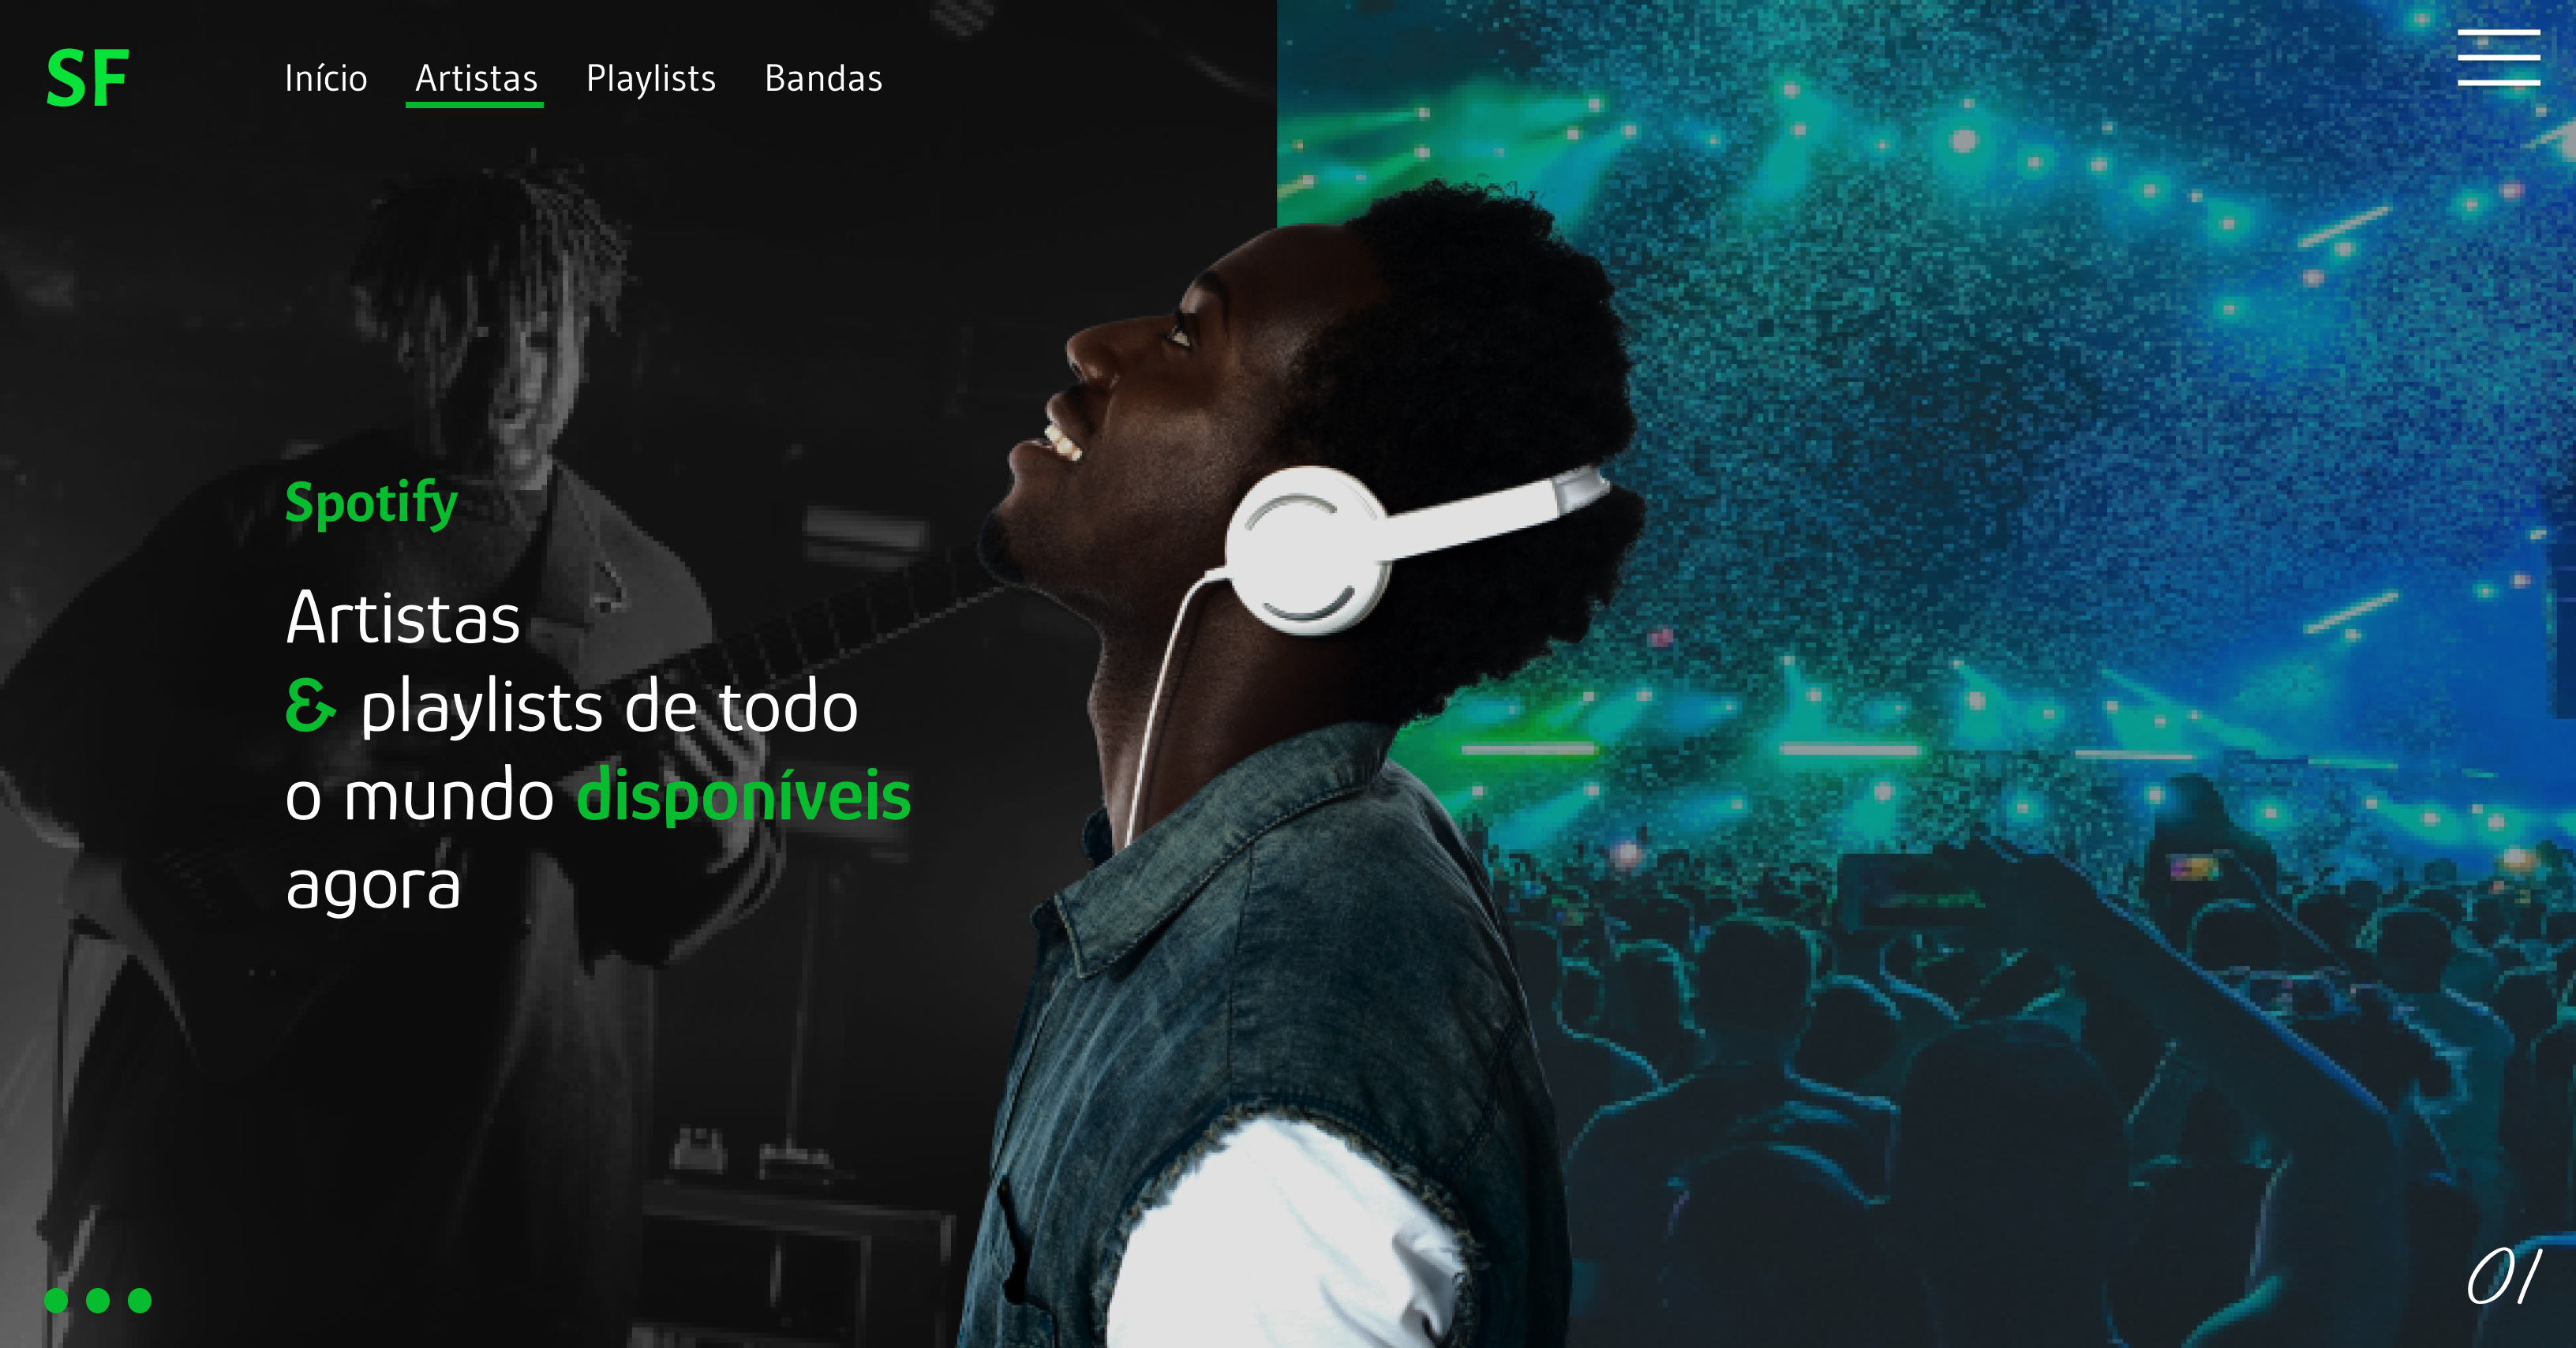 SF
Início Artistas Playlists Bandas
Spotify
Artistas
& playlists de todo
o mundo disponíveis
agora
01